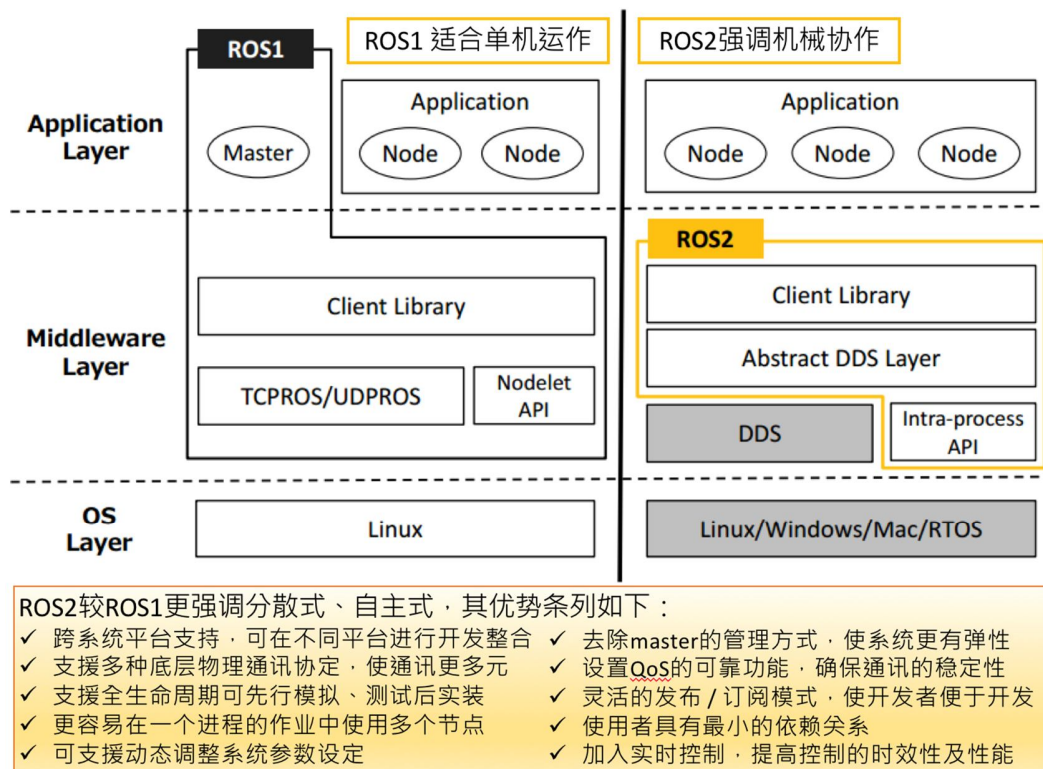 ROS1
ROS1 适合单机运作
ROS2强调机械协作
Application
Layer
Master
Application
Node
Node
Application
Node
Node
Node
ROS2
Middleware
Layer
Client Library
TCPROS/UDPROS
Nodelet
API
Client Library
Abstract DDS Layer
DDS
Intra-process
API
OS
Layer
Linux
Linux/Windows/Mac/RTOS
ROS2较ROS1更强调分散式、自主式，其优势条列如下：
✓ 跨系统平台支持，可在不同平台进行开发整合
✓ 支援多种底层物理通讯协定，使通讯更多元
✓ 支援全生命周期可先行模拟、测试后实装
✓ 更容易在一个进程的作业中使用多个节点
✓ 可支援动态调整系统参数设定
✓ 去除master的管理方式，使系统更有弹性
✓ 设置QoS的可靠功能，确保通讯的稳定性
✓ 灵活的发布 / 订阅模式，使开发者便于开发
✓ 使用者具有最小的依赖关系
✓ 加入实时控制，提高控制的时效性及性能